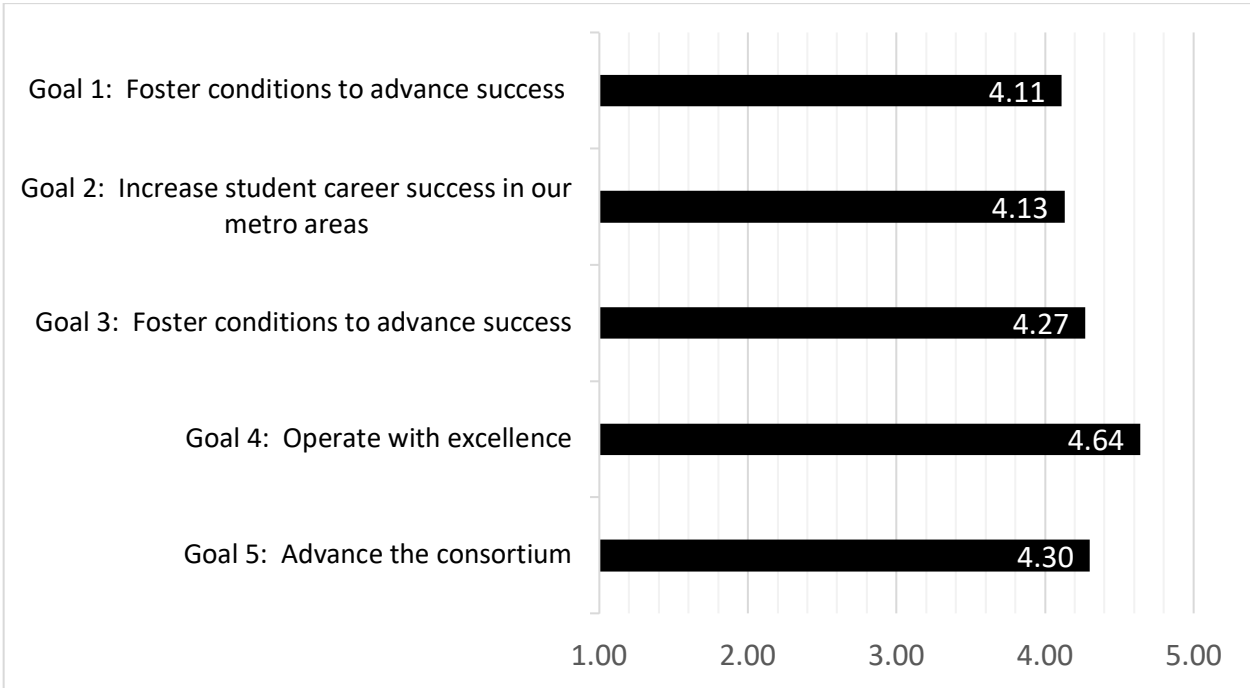 Goal 1:  Foster conditions to advance success
4.11
Goal 2:  Increase student career success in our
metro areas
4.13
Goal 3:  Foster conditions to advance success
4.27
Goal 4:  Operate with excellence
4.64
Goal 5:  Advance the consortium
4.30
1.00 2.00 3.00 4.00 5.00